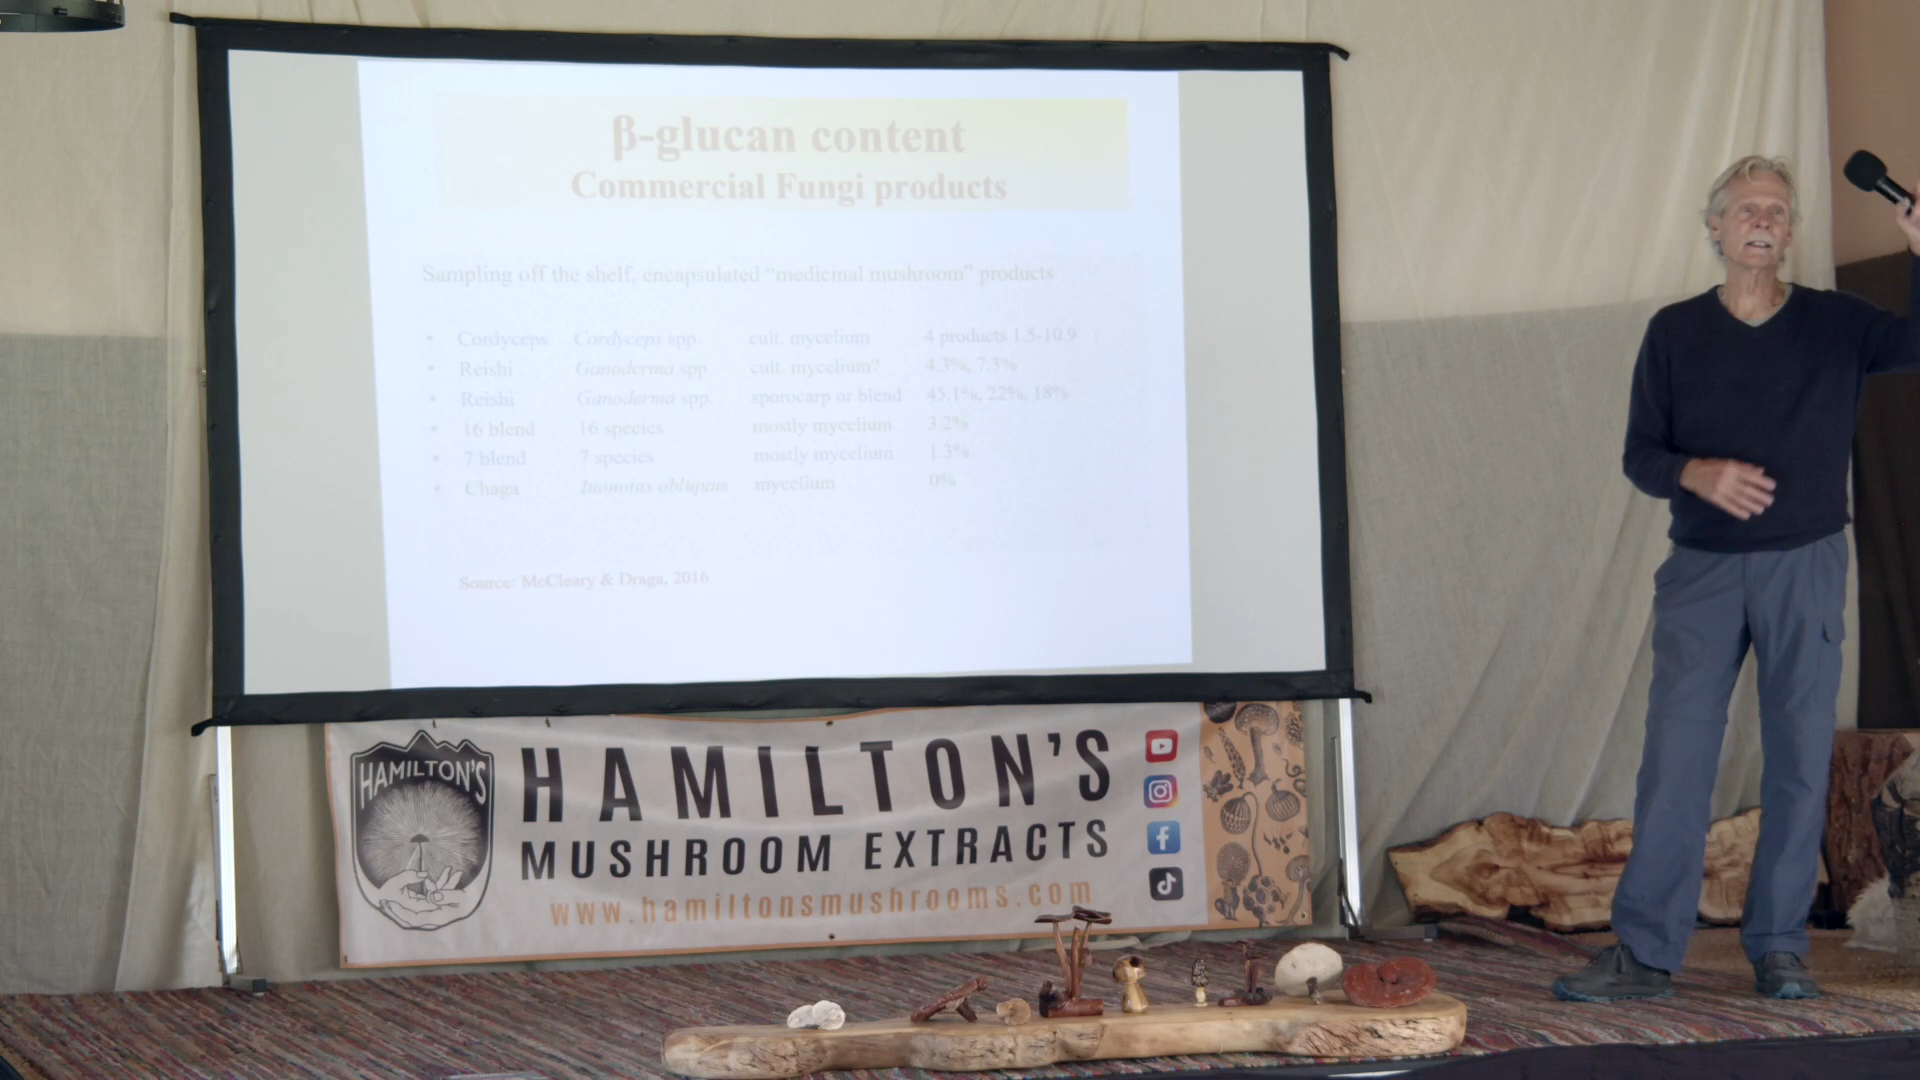 β-glucan content
Commercial Fungi products
Sampling off the shelf, encapsulated “medicinal mushroom” products
• Cordyceps Cordyceps spp. cult. mycelium 4 products 1.5-10.9
• Reishi Ganoderma spp. cult. mycelium? 4.3%, 7.3%
• Reishi Ganoderma spp. sporocarp or blend 45.1%, 22%, 18%
• 16 blend 16 species mostly mycelium 3.2%
• 7 blend 7 species mostly mycelium 1.3%
• Chaga Inonotus obliquus mycelium 0%
Source: McCleary & Draga, 2016
HAMILTON'S
HAMILTON'S
MUSHROOM EXTRACTS
www.hamiltonsmushrooms.com